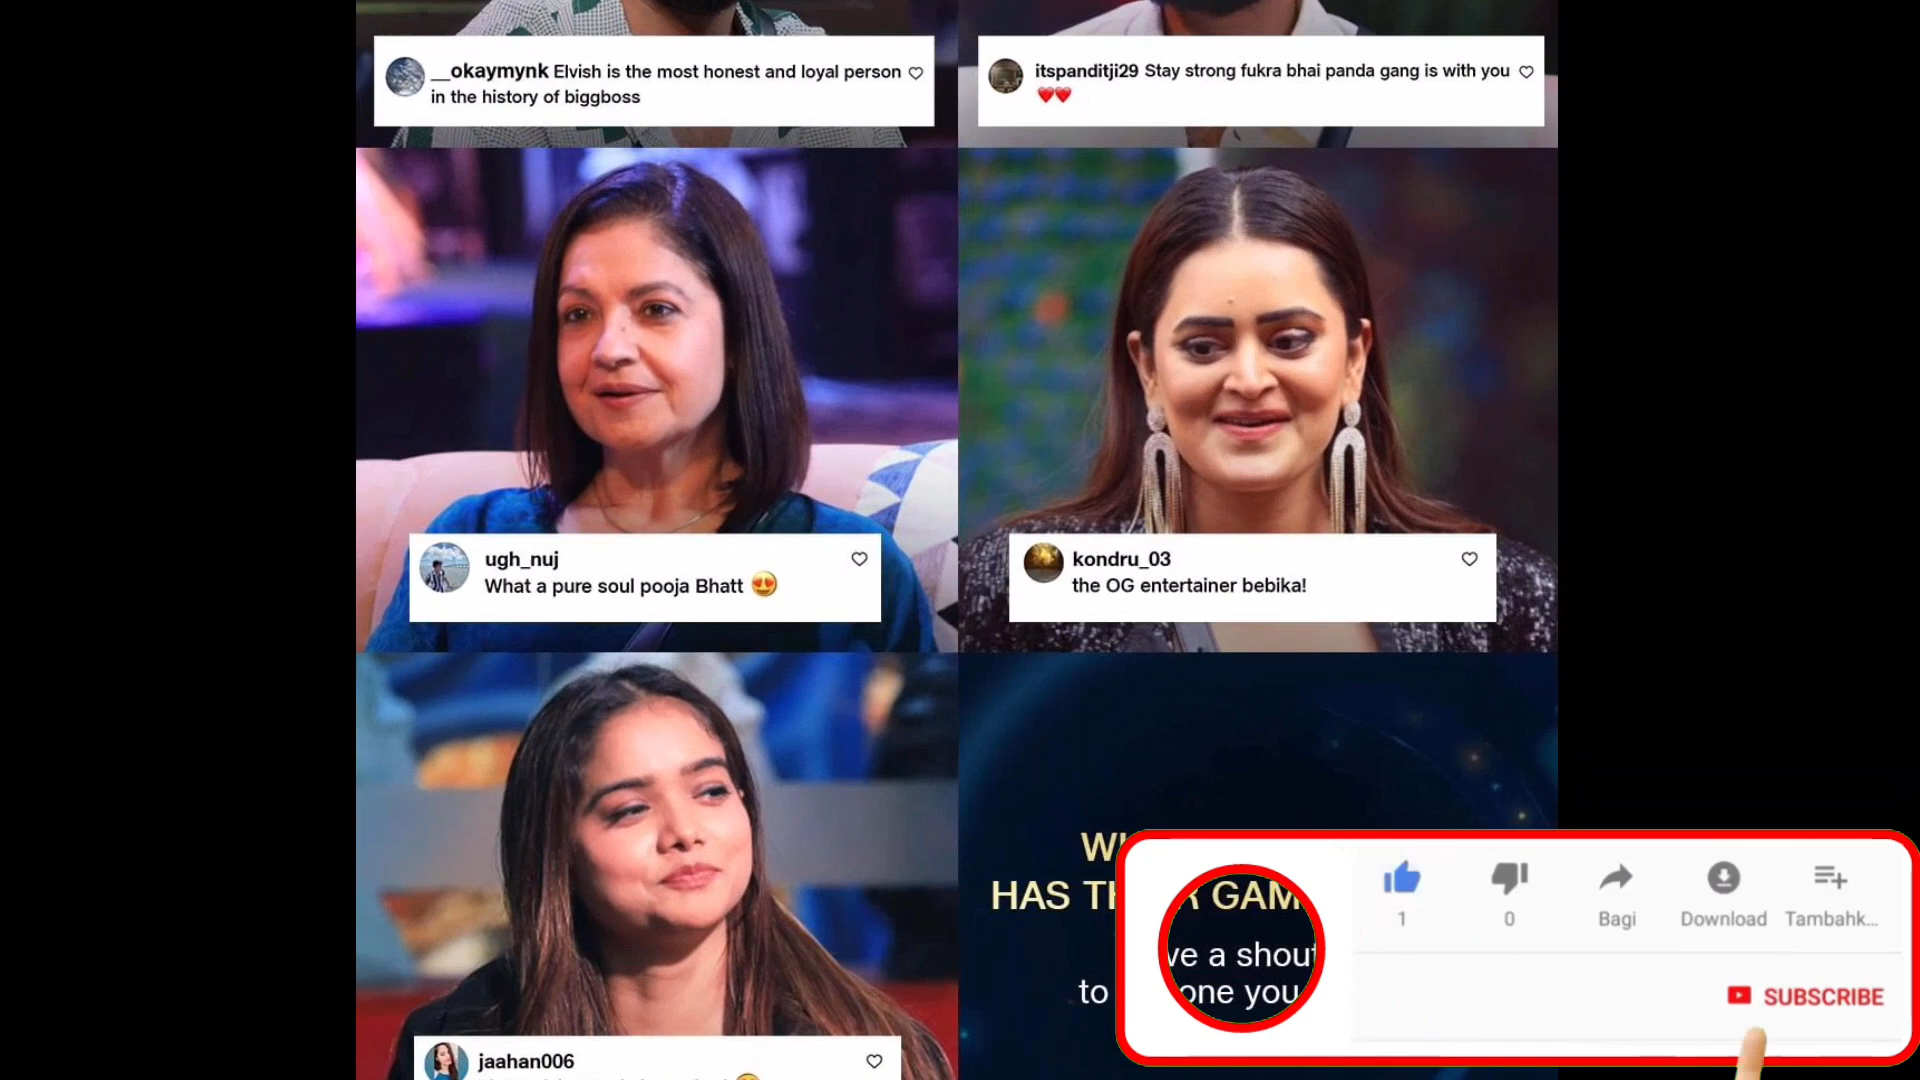 __okaymynk Elvish is the most honest and loyal person
in the history of biggboss
itspanditji29 Stay strong fukra bhai panda gang is with you
❤️❤️
ugh_nuj
What a pure soul pooja Bhatt 😍
kondru_03
the OG entertainer bebika!
jaahan006
HAS
GAM
ve a shout
to
one you
1
0
Bagi
Download
Tambahk...
SUBSCRIBE